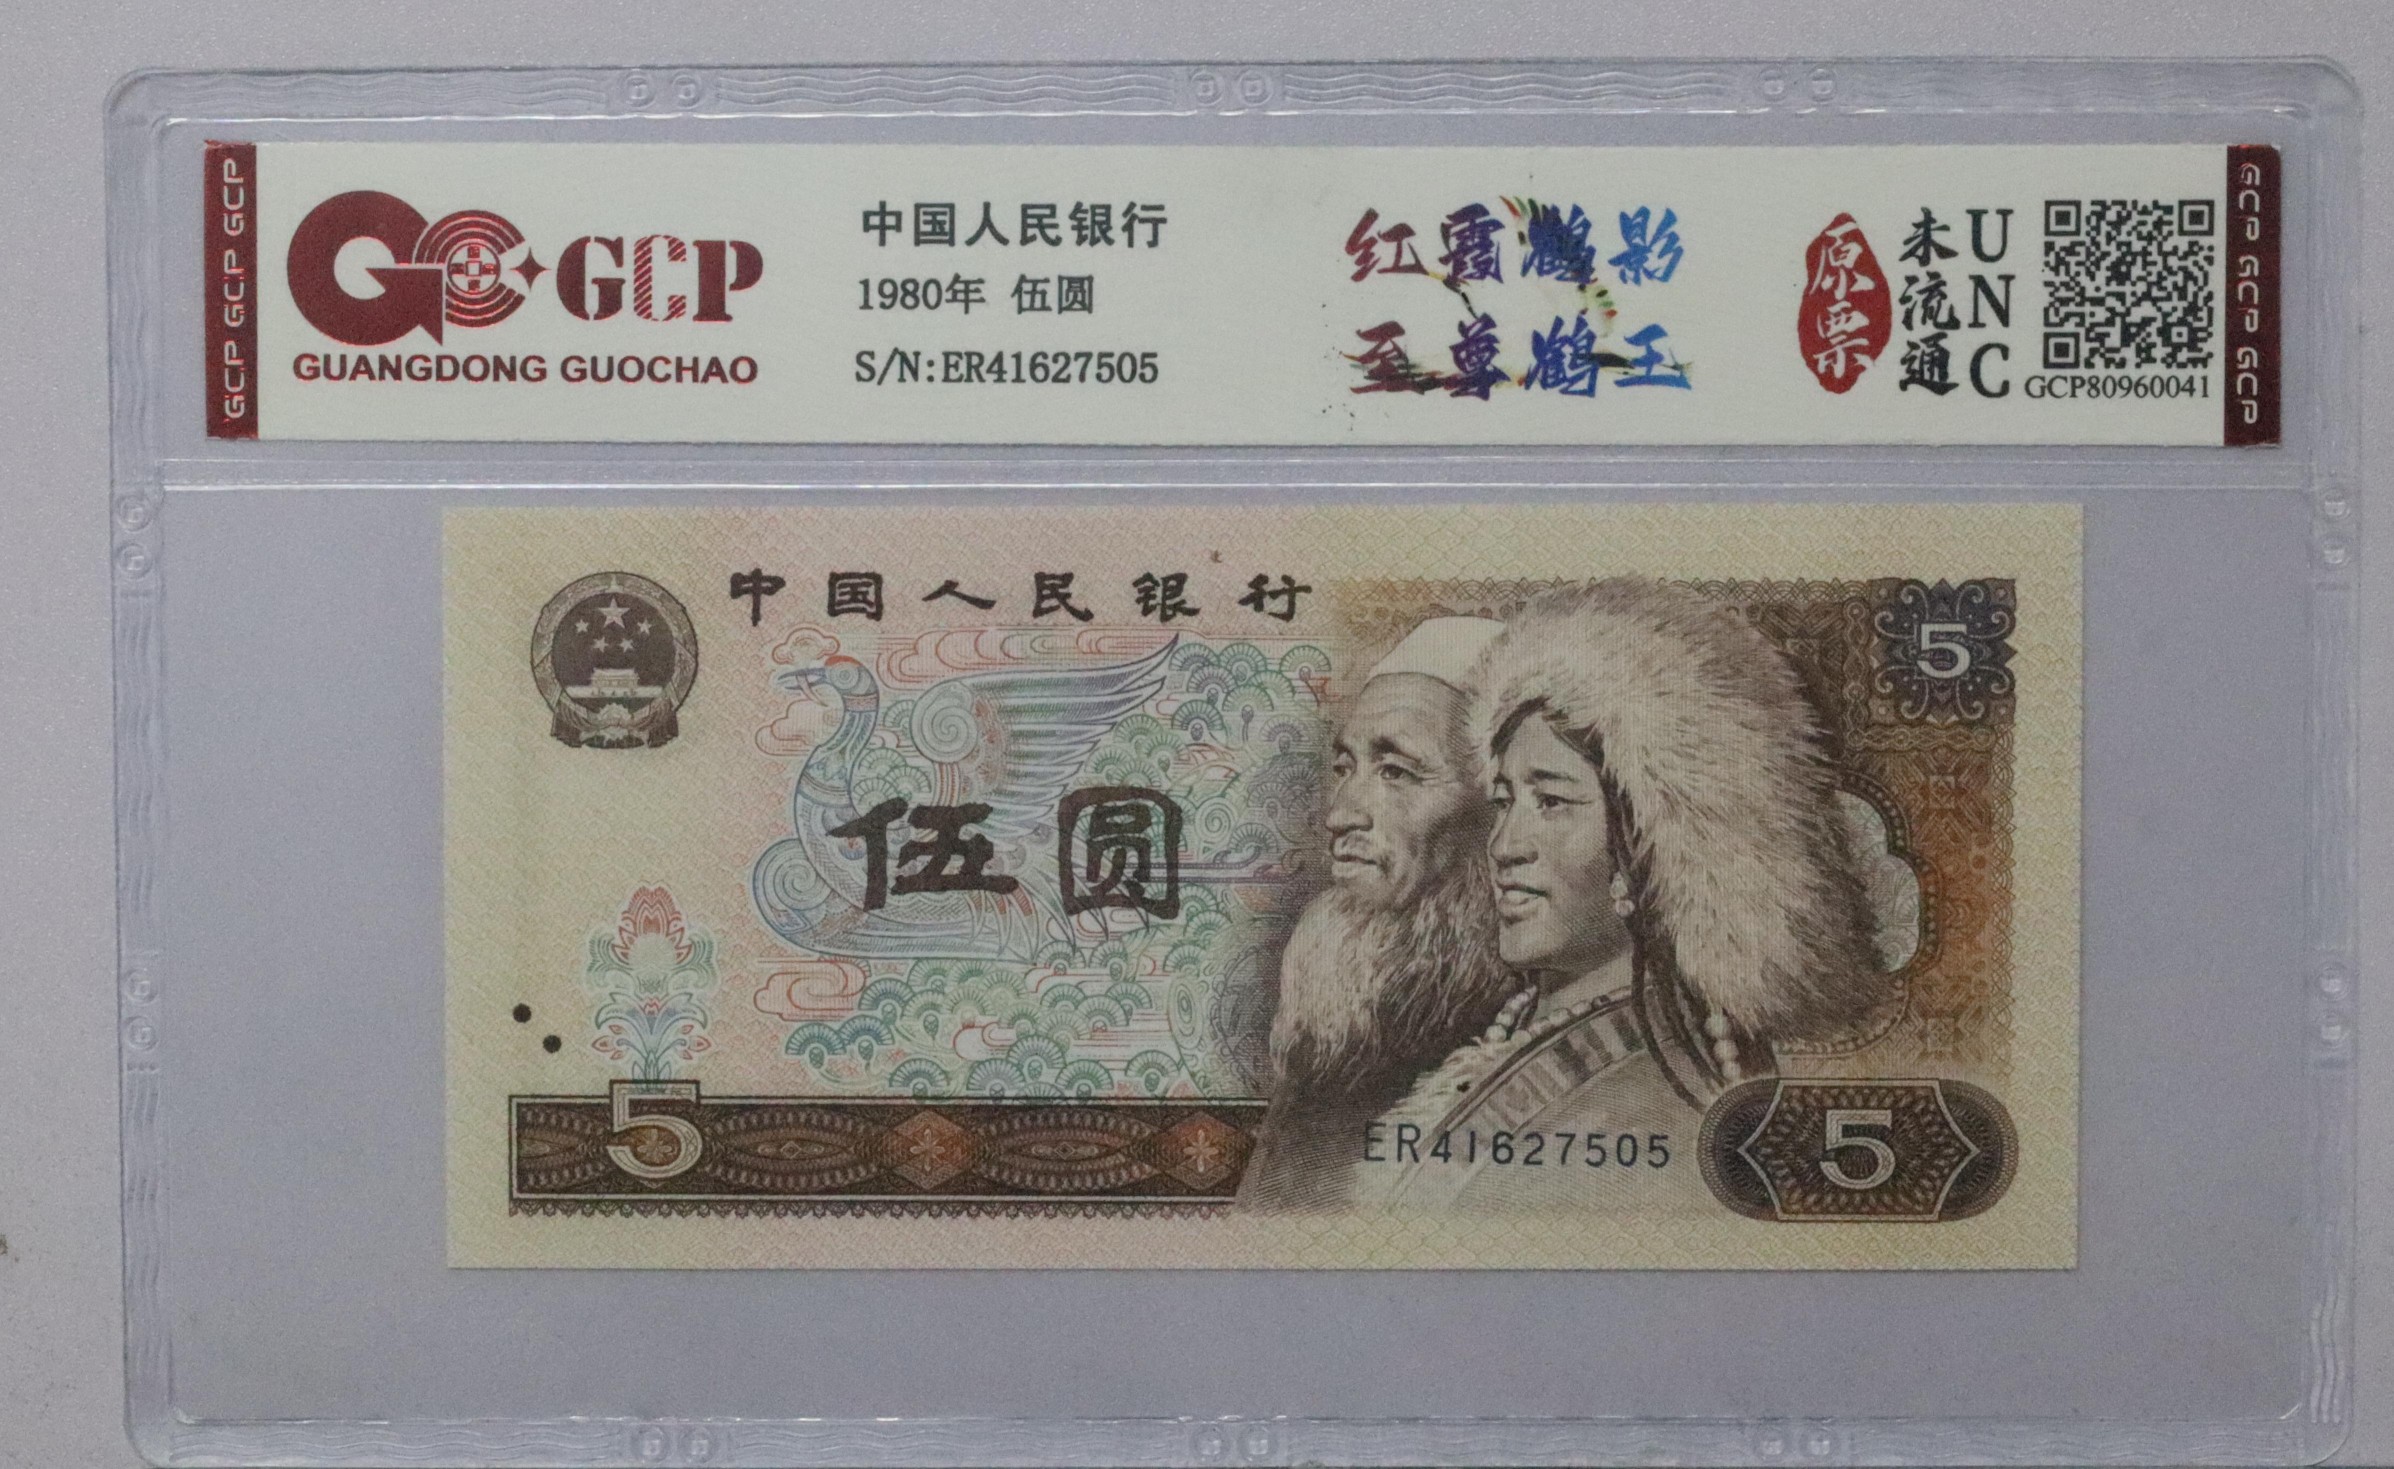 GCP GCP GCP
GCP
GUANGDONG GUOCHAO
中国人民银行
1980年 伍圆
S/N:ER41627505
红霞鹤影
至尊鹤王
原票
未流通
UNC
GCP80960041
GCP GCP GCP
中国人民银行
5
伍圆
5
ER41627505
5